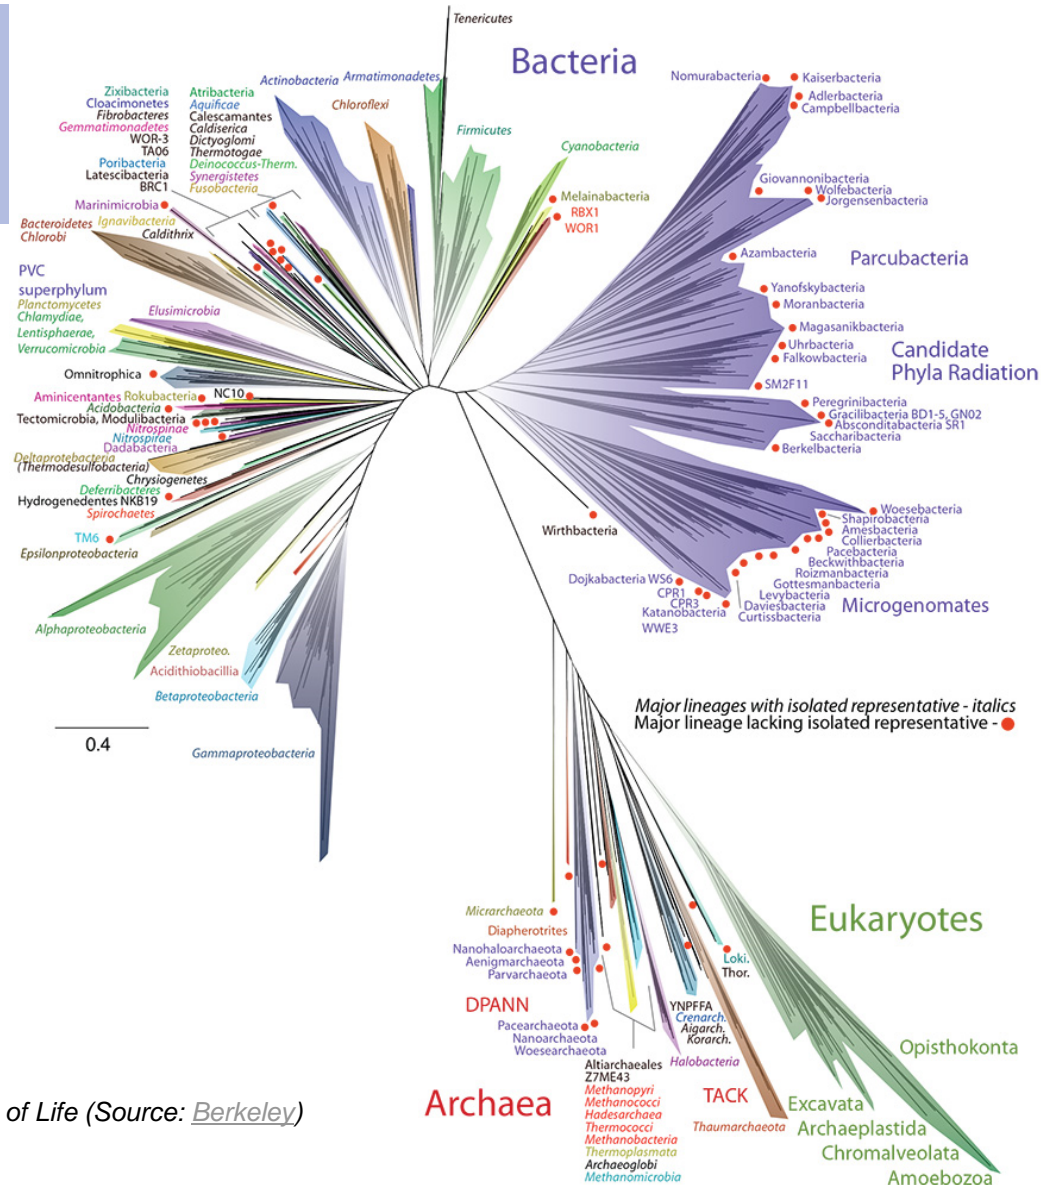 Tenericutes
Bacteria
Actinobacteria
Armatimonadetes
Nomurabacteria
Kaiserbacteria
Adlerbacteria
Campbellbacteria
Zixibacteria
Cloacimonetes
Fibrobacteres
Gemmatimonadetes
WOR-3
TA06
Poribacteria
Latescibacteria
BRC1
Atribacteria
Aquificae
Calescamantes
Caldiserica
Dictyoglomi
Thermotogae
Deinococcus-Therm.
Synergistetes
Fusobacteria
Chloroflexi
Firmicutes
Cyanobacteria
Melainabacteria
RBX1
WOR1
Giovannonibacteria
Wolfebacteria
Jorgensenbacteria
Marinimicrobia
Bacteroidetes
Chlorobi
Ignavibacteria
Caldithrix
Azambacteria
Parcubacteria
PVC
superphylum
Planctomycetes
Chlamydiae,
Lentisphaerae,
Verrucomicrobia
Elusimicrobia
Yanofskybacteria
Moranbacteria
Magasanikbacteria
Uhrbacteria
Falkowbacteria
Candidate
Phyla Radiation
SM2F11
Omnitrophica
Aminicentantes
Rokubacteria
NC10
Acidobacteria
Tectomicrobia, Modulibacteria
Nitrospinae
Nitrospirae
Dadabacteria
Deltaprotebacteria
(Thermodesulfobacteria)
Chrysiogenetes
Deferribacteres
Hydrogenedentes NKB19
Spirochaetes
TM6
Epsilonproteobacteria
Peregrinibacteria
Gracilibacteria BD1-5, GN02
Absconditabacteria SR1
Saccharibacteria
Berkelbacteria
Wirthbacteria
Woesebacteria
Shapirobacteria
Amesbacteria
Collierbacteria
Pacebacteria
Beckwithbacteria
Roizmanbacteria
Gottesmanbacteria
Levybacteria
Daviesbacteria
Curtissbacteria
Microgenomates
Dojkabacteria WS6
CPR1
CPR3
Katanobacteria
WWE3
Alphaproteobacteria
Zetaproteo.
Acidithiobacillia
Betaproteobacteria
Gammaproteobacteria
0.4
Major lineages with isolated representative - italics
Major lineage lacking isolated representative -
Micrarchaeota
Diapherotrites
Nanohaloarchaeota
Aenigmarchaeota
Parvarchaeota
DPANN
Pacearchaeota
Nanoarchaeota
Woesearchaeota
Archaea
Altiarchaeales
Z7ME43
Methanopyri
Methanococci
Hadesarchaea
Thermococci
Methanobacteria
Thermoplasmata
Archaeoglobi
Methanomicrobia
Halobacteria
YNPFFA
Crenarch.
Aigarch.
Korarch.
Loki.
Thor.
TACK
Thaumarchaeota
Eukaryotes
Opisthokonta
Excavata
Archaeplastida
Chromalveolata
Amoebozoa
of Life (Source: Berkeley)